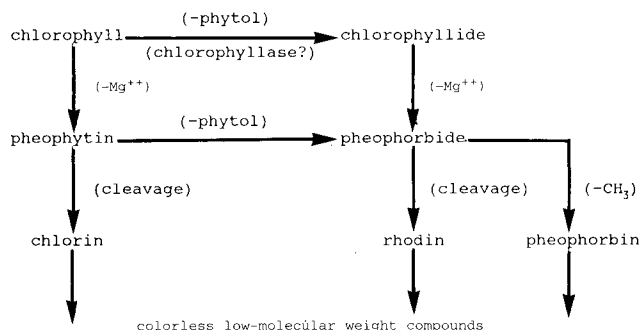 (-phytol)
chlorophyll chlorophyllide
(chlorophyllase?)
(-Mg++) (-Mg++)
(-phytol)
pheophytin pheophorbide
(cleavage) (cleavage) (-CH3)
chlorin rhodin pheophorbin
colorless low-molecular weight compounds